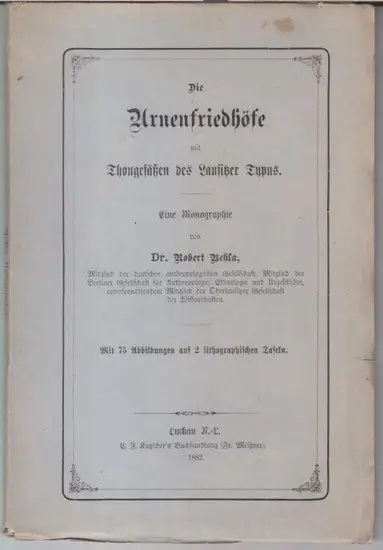 Die
Urnenfriedhöfe
mit
Thongefäßen des Lausitzer Typus.
Eine Monographie
von
Dr. Robert Behla,
Mitglied der deutschen anthropologischen Gesellschaft, Mitglied der
Berliner Gesellschaft für Anthropologie, Ethnologie und Urgeschichte,
correspondirendem Mitglied der Oberlausitzer Gesellschaft
der Wissenschaften.
Mit 75 Abbildungen auf 2 lithographischen Tafeln.
Luckau N.-L.
Buchhandlung (Fr. Meißner).
1882.